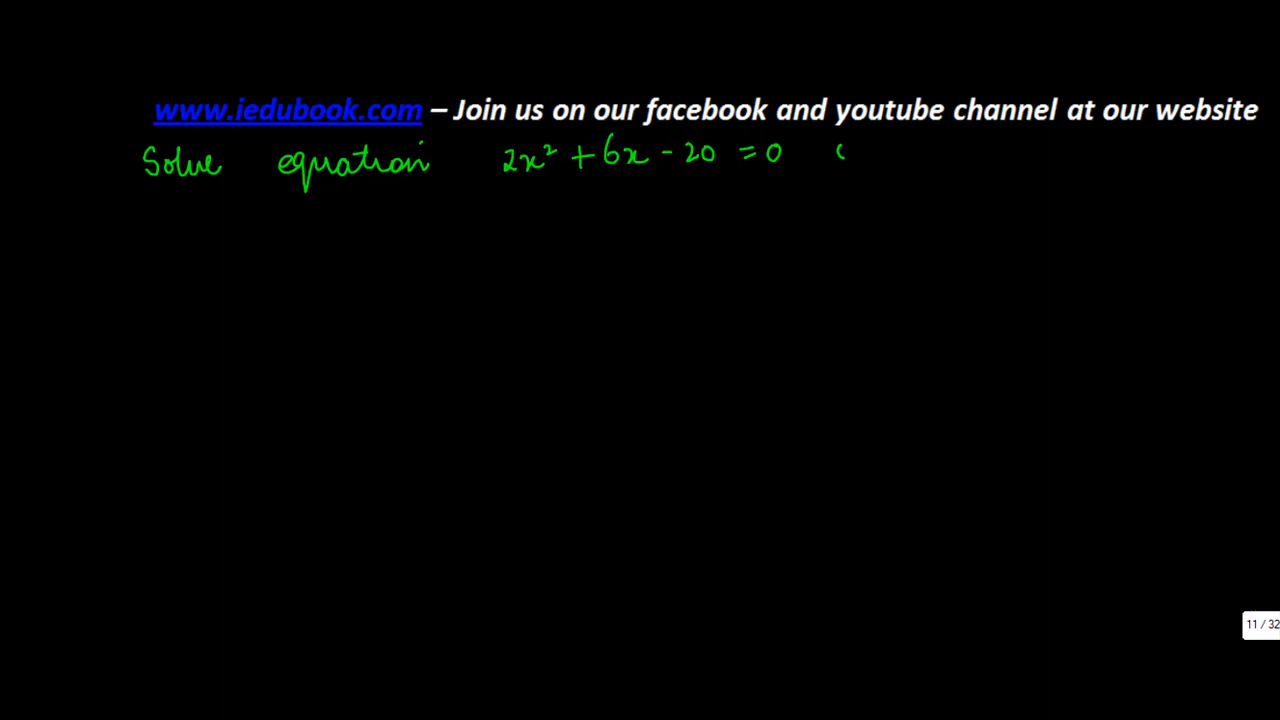 www.iedubook.com – Join us on our facebook and youtube channel at our website
Solve equation 2x² + 6x - 20 = 0 (
11 / 32